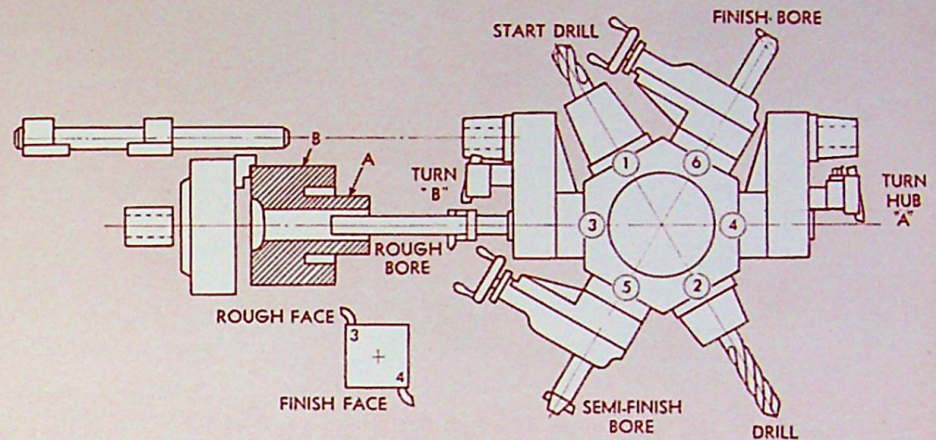 START DRILL
FINISH-BORE
B
A
TURN
"B"
1
6
TURN
HUB
"A"
3
4
ROUGH
BORE
5
2
ROUGH FACE
3
4
FINISH FACE
SEMI-FINISH
BORE
DRILL